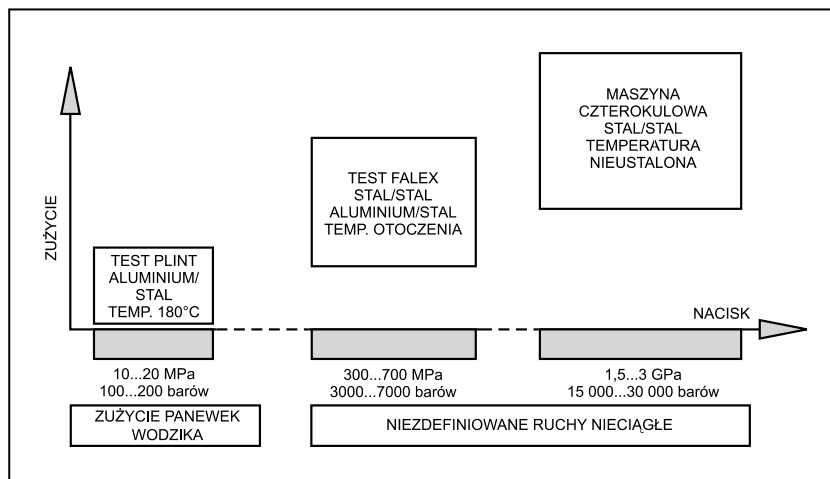 MASZYNA
CZTEROKULOWA
STAL/STAL
TEMPERATURA
NIEUSTALONA
TEST FALEX
STAL/STAL
ALUMINIUM/STAL
TEMP. OTOCZENIA
ZUŻYCIE
TEST PLINT
ALUMINIUM/
STAL
TEMP. 180°C
NACISK
10...20 MPa
100...200 barów
300...700 MPa
3000...7000 barów
1,5...3 GPa
15 000...30 000 barów
ZUŻYCIE PANEWEK
WODZIKA
NIEZDEFINIOWANE RUCHY NIECIĄGŁE